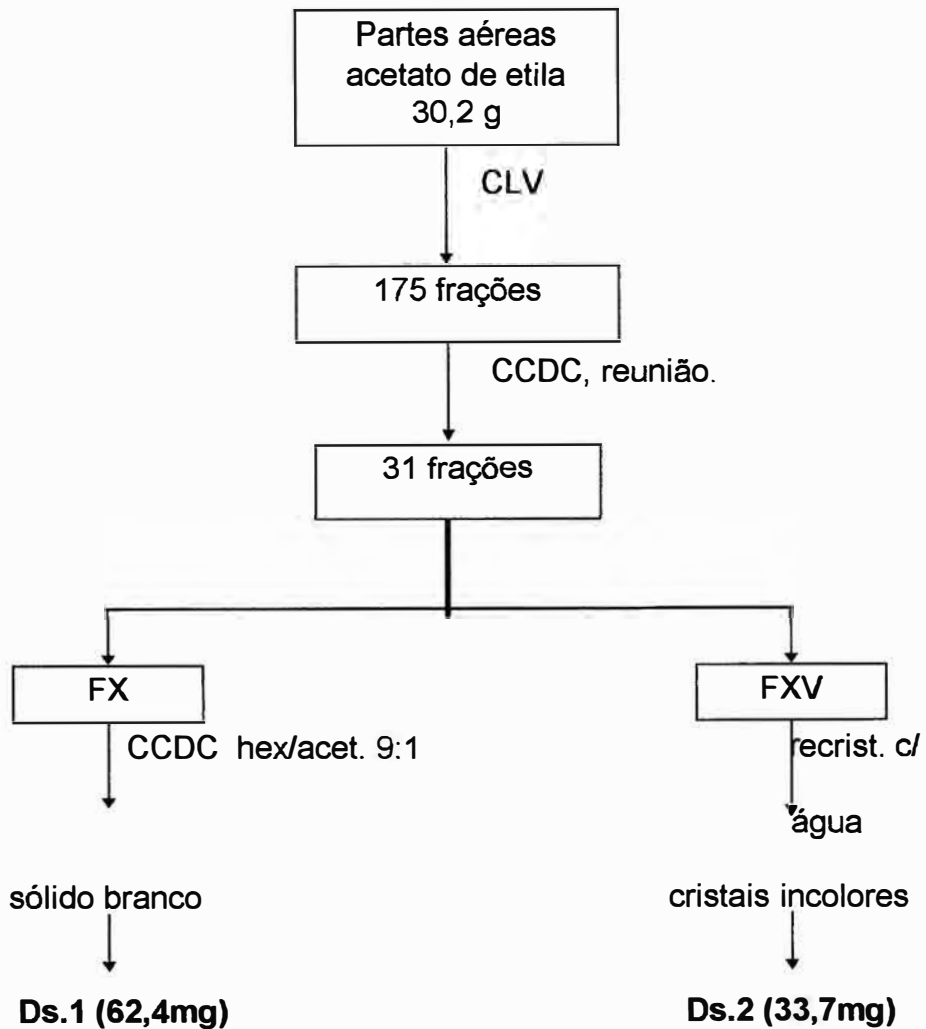 Partes aéreas
acetato de etila
30,2 g
CLV
175 frações
CCDC, reunião.
31 frações
FX
FXV
CCDC hex/acet. 9:1
recrist. c/
água
sólido branco
cristais incolores
Ds.1 (62,4mg)
Ds.2 (33,7mg)